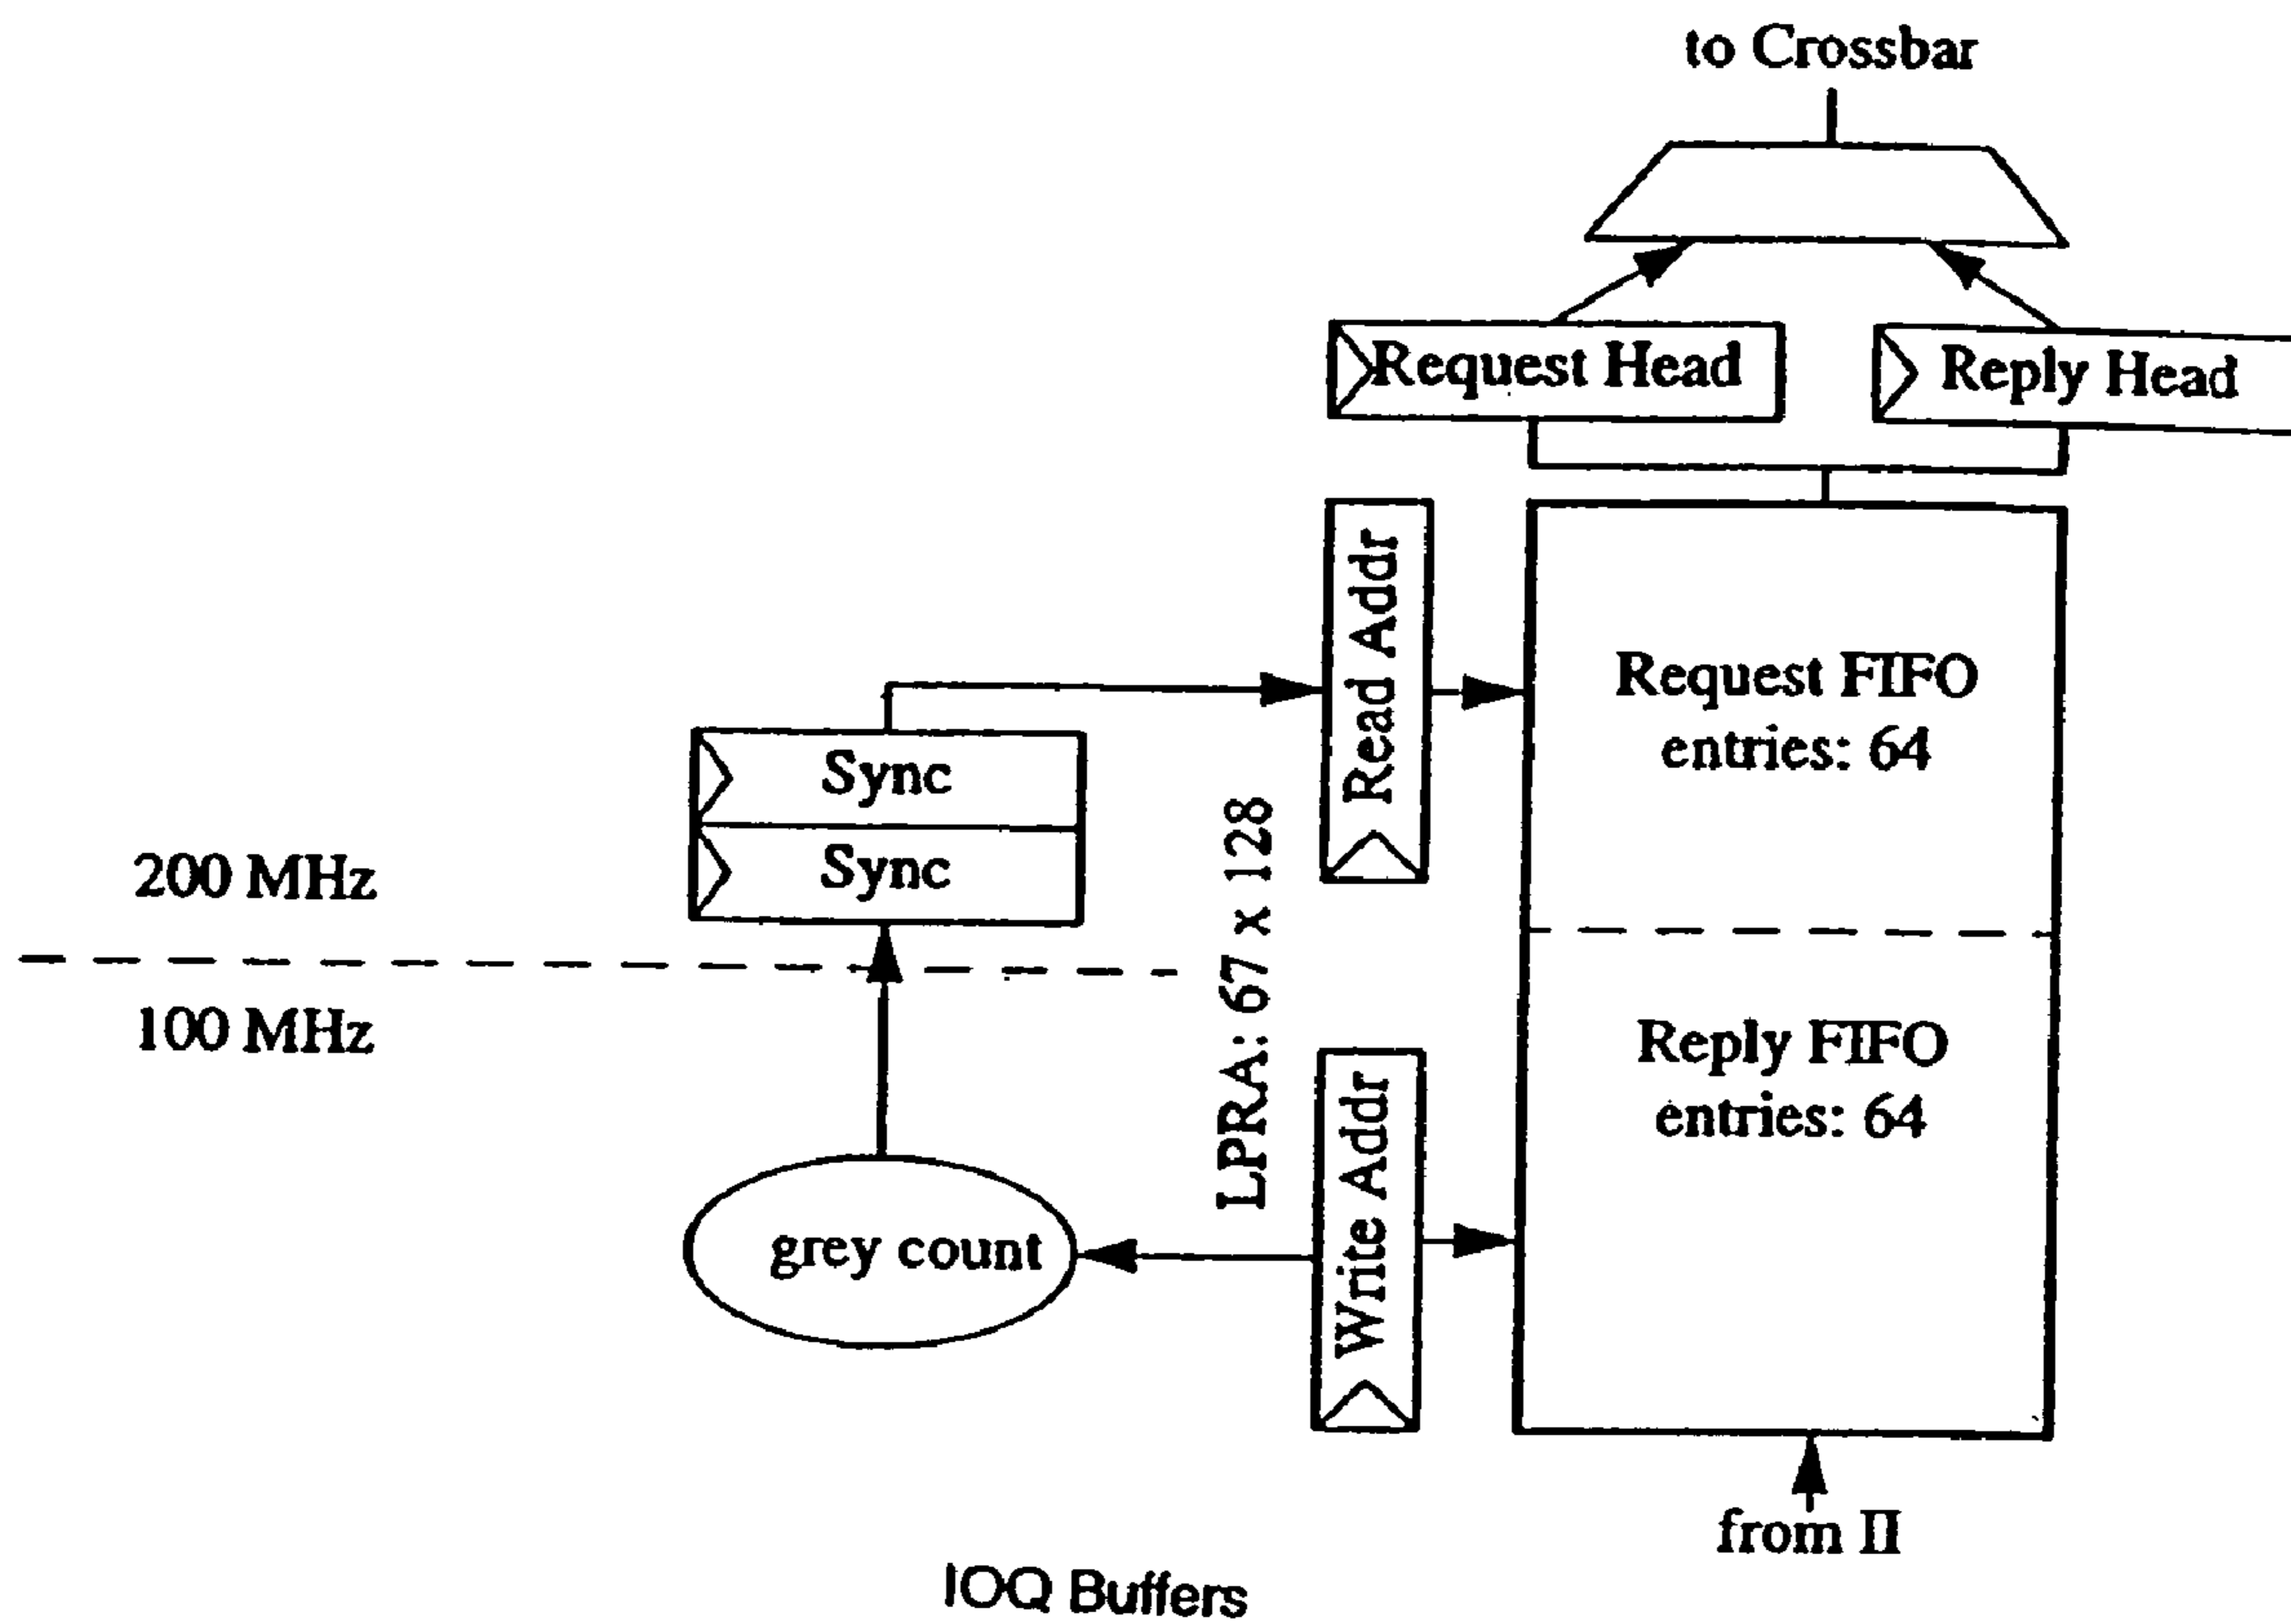 to Crossbar
Request Head
Reply Head
Read Addr
Request FIFO
entries: 64
Sync
Sync
200 MHz
LPRA: 67 x 128
100 MHz
Reply FIFO
entries: 64
Write Addr
grey count
from II
IOQ Buffers